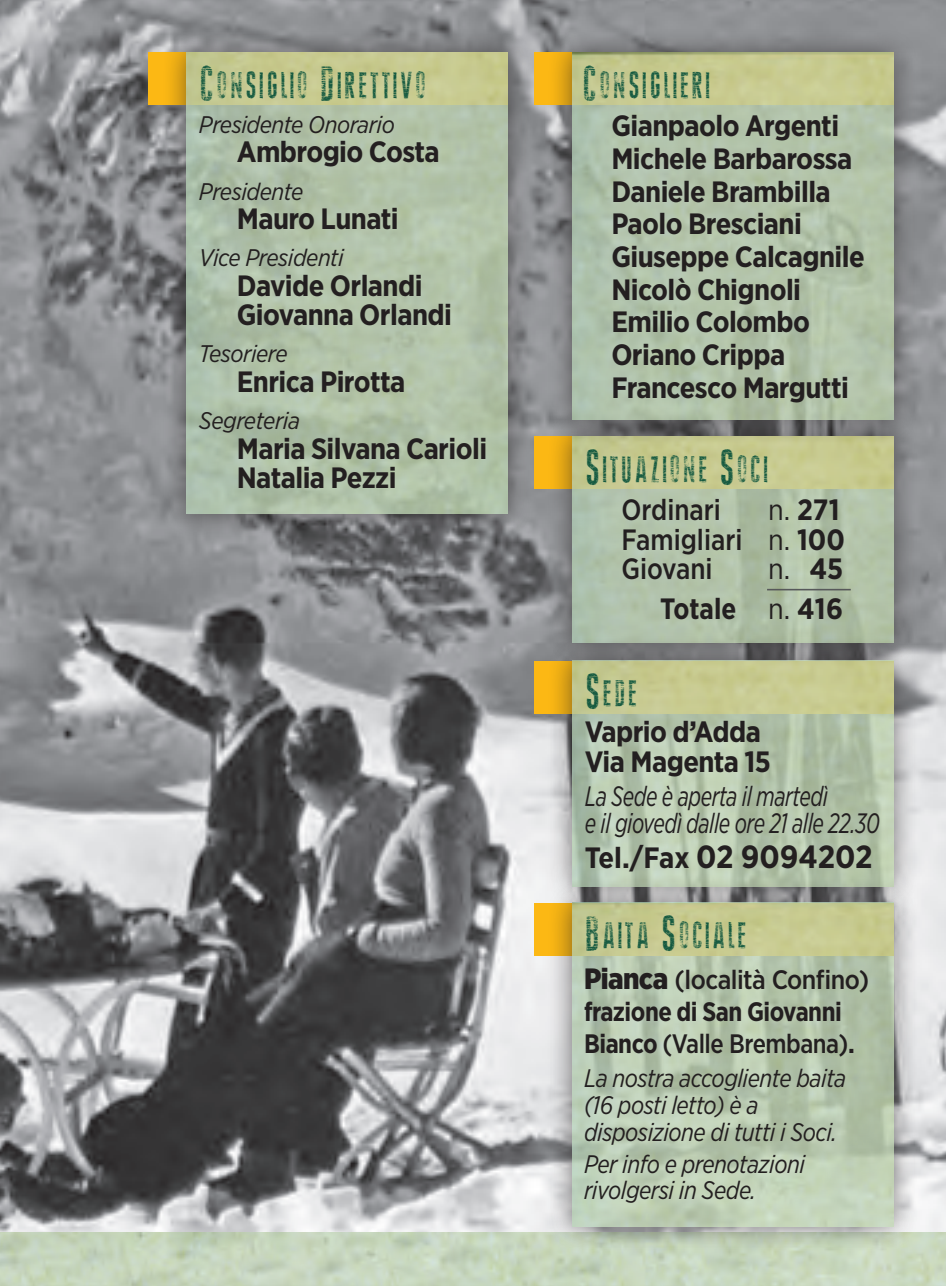 Consiglio Direttivo
Presidente Onorario
Ambrogio Costa
Presidente
Mauro Lunati
Vice Presidenti
Davide Orlandi
Giovanna Orlandi
Tesoriere
Enrica Pirotta
Segreteria
Maria Silvana Carioli
Natalia Pezzi
Consiglieri
Gianpaolo Argenti
Michele Barbarossa
Daniele Brambilla
Paolo Bresciani
Giuseppe Calcagnile
Nicolò Chignoli
Emilio Colombo
Oriano Crippa
Francesco Margutti
Situazione Soci
Ordinari n. 271
Famigliari n. 100
Giovani n. 45
Totale n. 416
Sede
Vaprio d'Adda
Via Magenta 15
La Sede è aperta il martedì
e il giovedì dalle ore 21 alle 22.30
Tel./Fax 02 9094202
Baita Sociale
Pianca (località Confino)
frazione di San Giovanni
Bianco (Valle Brembana).
La nostra accogliente baita
(16 posti letto) è a
disposizione di tutti i Soci.
Per info e prenotazioni
rivolgersi in Sede.